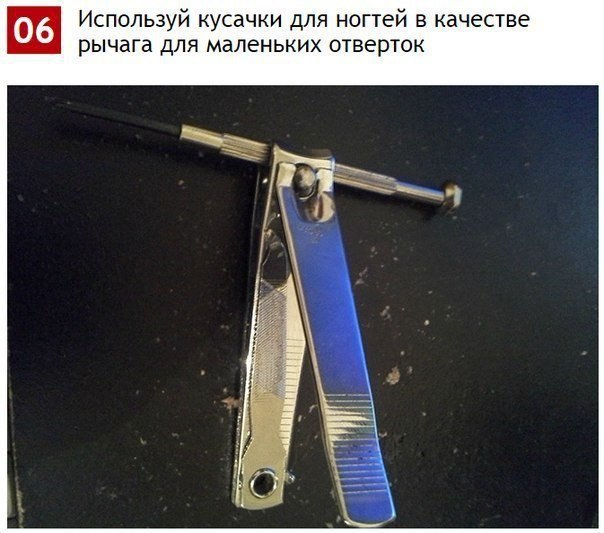 06
Используй кусачки для ногтей в качестве
рычага для маленьких отверток